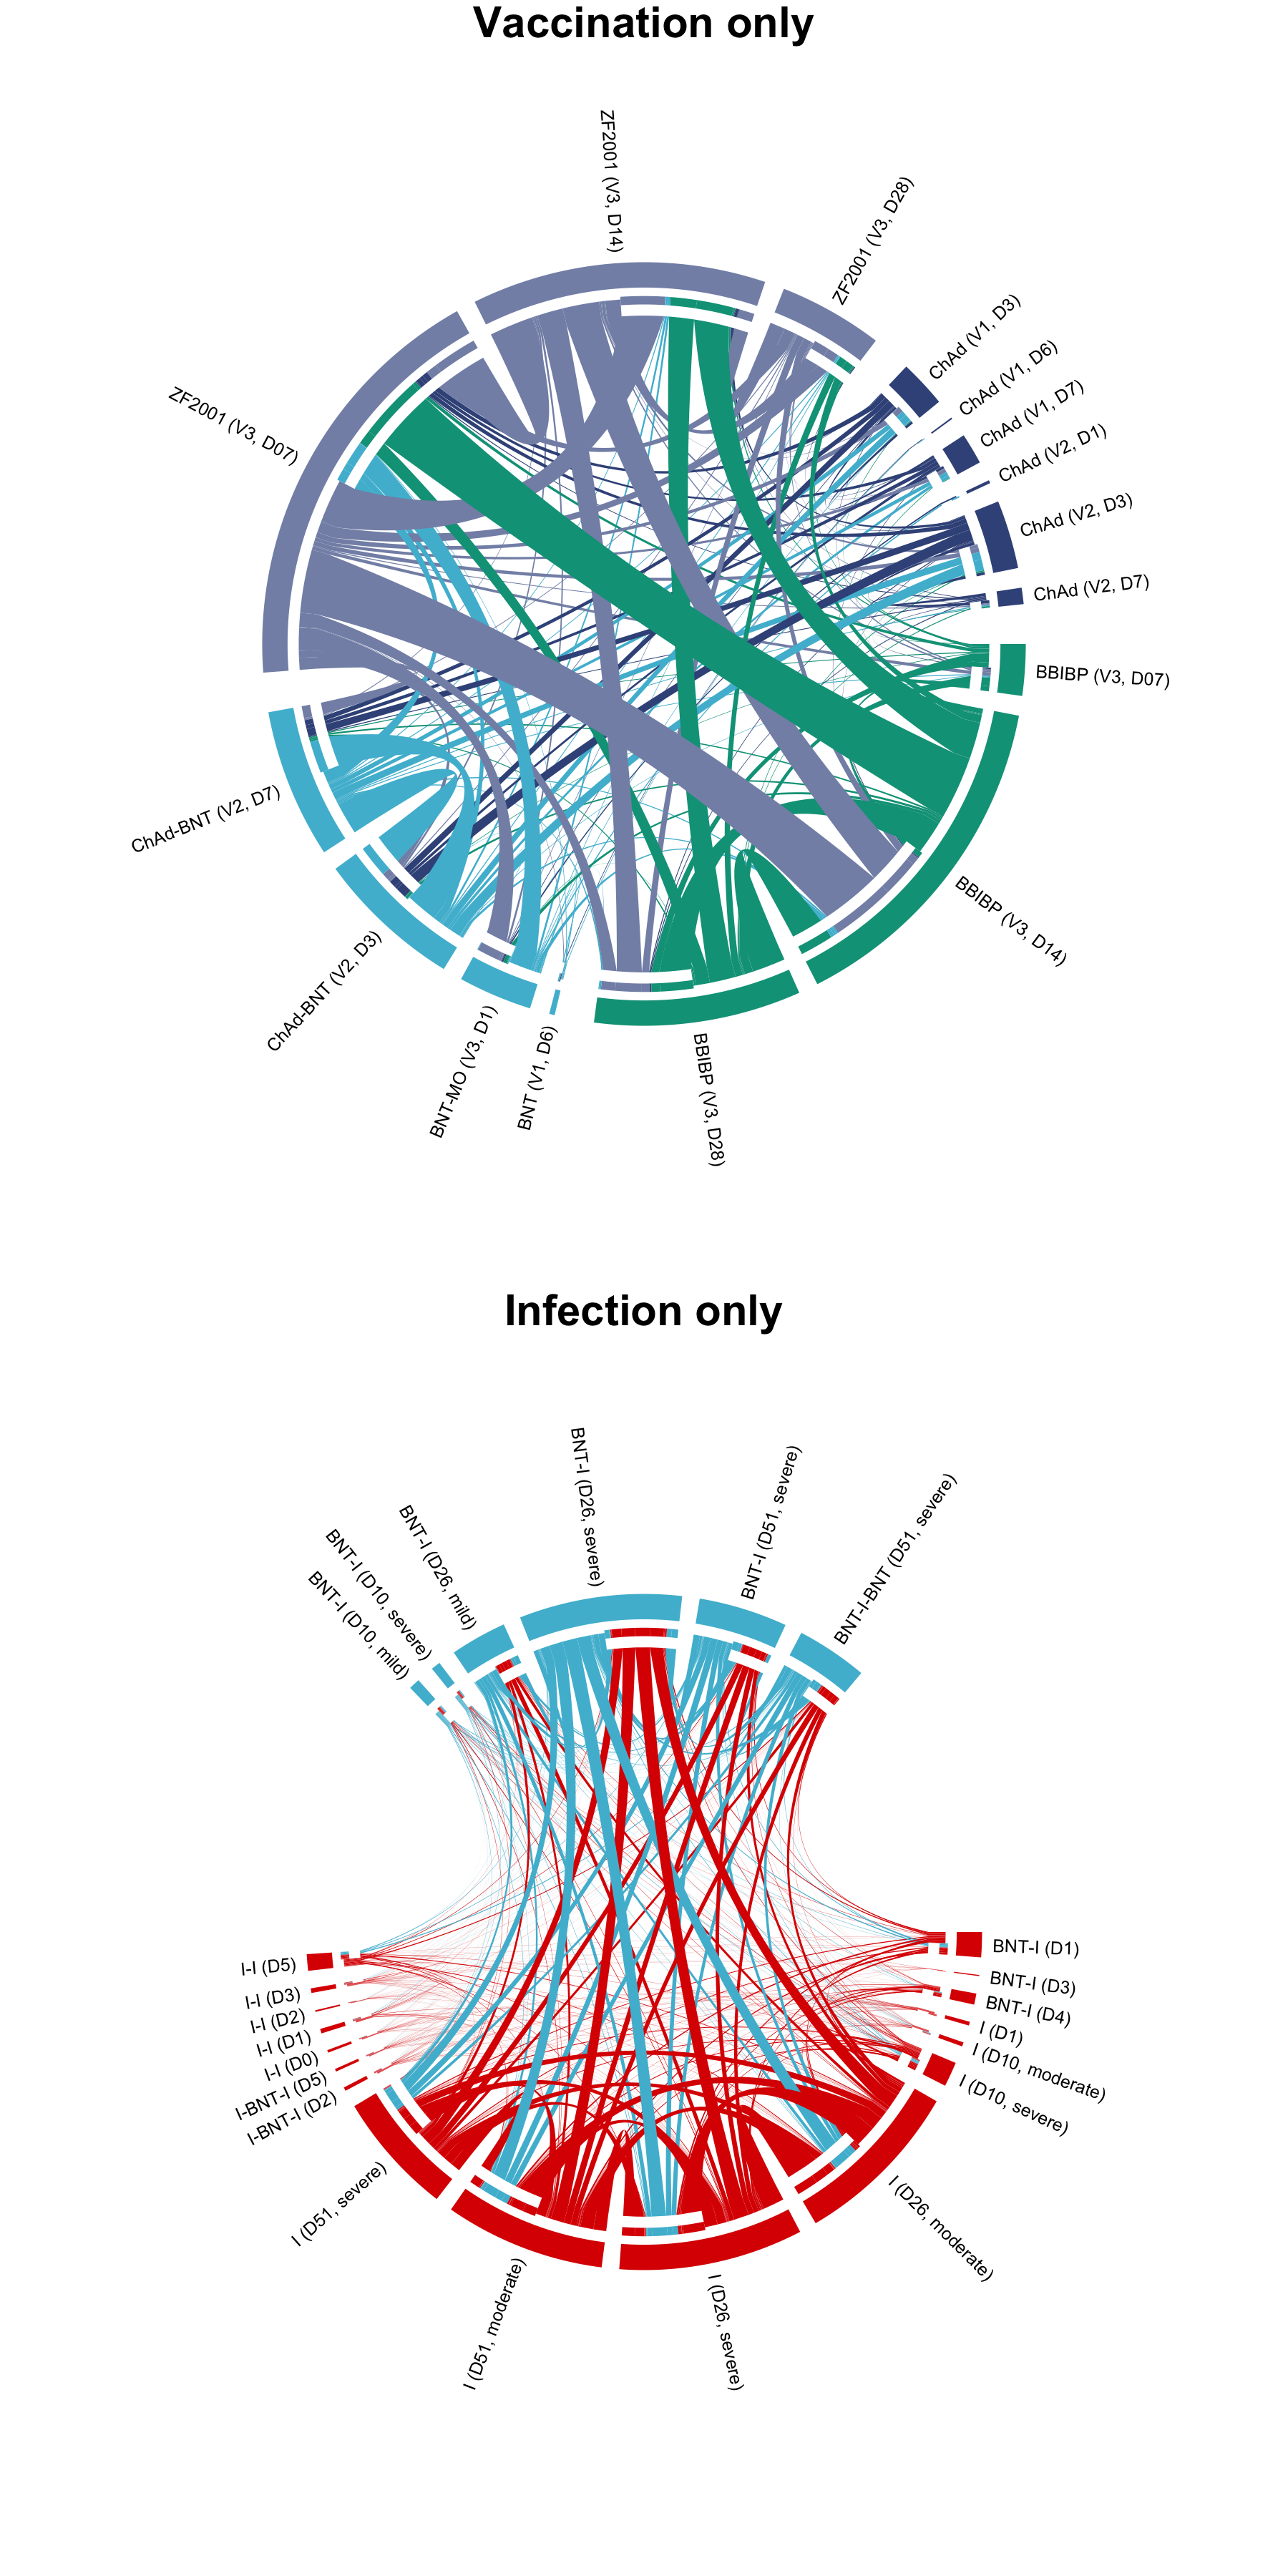 Vaccination only
ZF2001 (V3, D14)
ZF2001 (V3, D28)
ChAd (V1, D3)
ChAd (V1, D6)
ChAd (V1, D7)
ChAd (V2, D1)
ChAd (V2, D3)
ChAd (V2, D7)
BBIBP (V3, D07)
BBIBP (V3, D14)
BBIBP (V3, D28)
BNT (V1, D6)
BNT-MO (V3, D1)
ChAd-BNT (V2, D3)
ChAd-BNT (V2, D7)
ZF2001 (V3, D07)
Infection only
BNT-I (D26, severe)
BNT-I (D51, severe)
BNT-I-BNT (D51, severe)
BNT-I (D1)
BNT-I (D3)
BNT-I (D4)
I (D1)
I (D10, moderate)
I (D10, severe)
I (D26, moderate)
I (D26, severe)
I (D51, moderate)
I (D51, severe)
I-BNT-I (D2)
I-BNT-I (D5)
I-I (D0)
I-I (D1)
I-I (D2)
I-I (D3)
I-I (D5)
BNT-I (D10, mild)
BNT-I (D10, severe)
BNT-I (D26, mild)